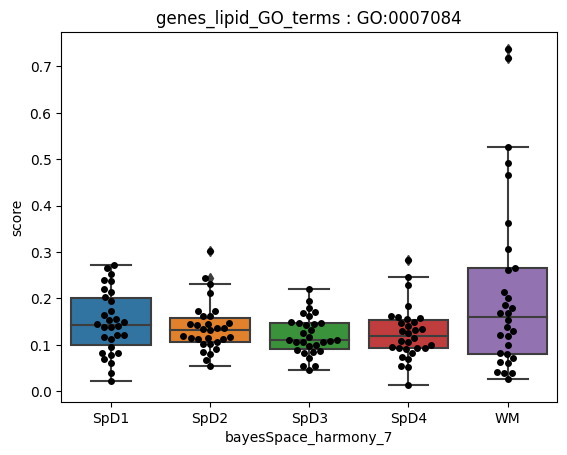 genes_lipid_GO_terms : GO:0007084
score
0.7
0.6
0.5
0.4
0.3
0.2
0.1
0.0
SpD1 SpD2 SpD3 SpD4 WM
bayesSpace_harmony_7